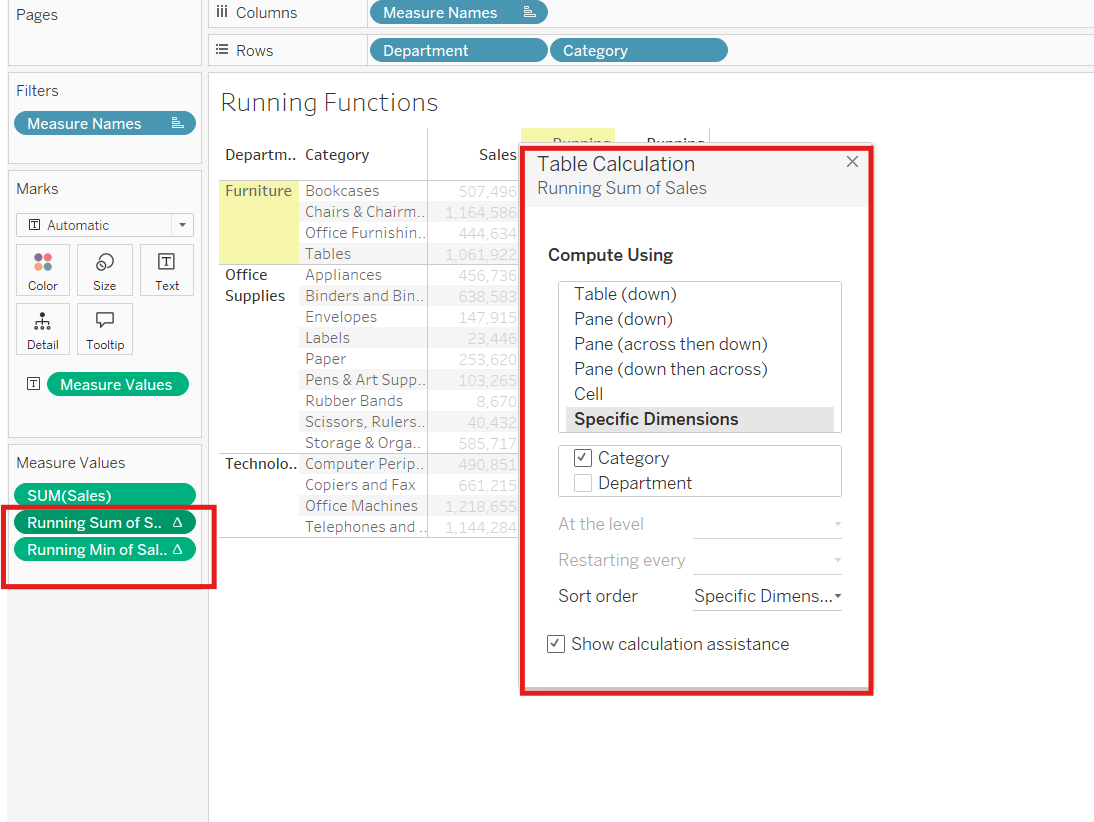 Pages
Columns
Measure Names
Rows
Department
Category
Filters
Measure Names
Marks
Automatic
Color
Size
Text
Detail
Tooltip
Measure Values
Measure Values
SUM(Sales)
Running Sum of S..
Running Min of Sal..
Running Functions
Running
Running
Departm..
Category
Sales
Furniture
Bookcases
507,496
Chairs & Chairm..
1,164,586
Office Furnishin..
444,634
Tables
1,061,922
Office
Supplies
Appliances
456,736
Binders and Bin..
638,583
Envelopes
147,915
Labels
23,446
Paper
253,620
Pens & Art Supp..
103,265
Rubber Bands
8,670
Scissors, Rulers..
40,432
Storage & Orga..
585,717
Technolo..
Computer Perip..
490,851
Copiers and Fax
661,215
Office Machines
1,218,655
Telephones and ..
1,144,284
Table Calculation
Running Sum of Sales
Compute Using
Table (down)
Pane (down)
Pane (across then down)
Pane (down then across)
Cell
Specific Dimensions
Category
Department
At the level
Restarting every
Sort order
Specific Dimens...
Show calculation assistance